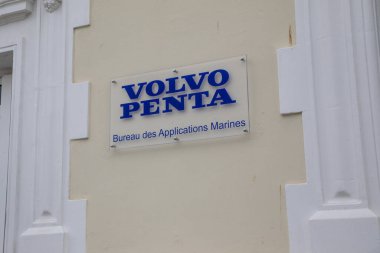 VOLVO
PENTA
Bureau des Applications Marines